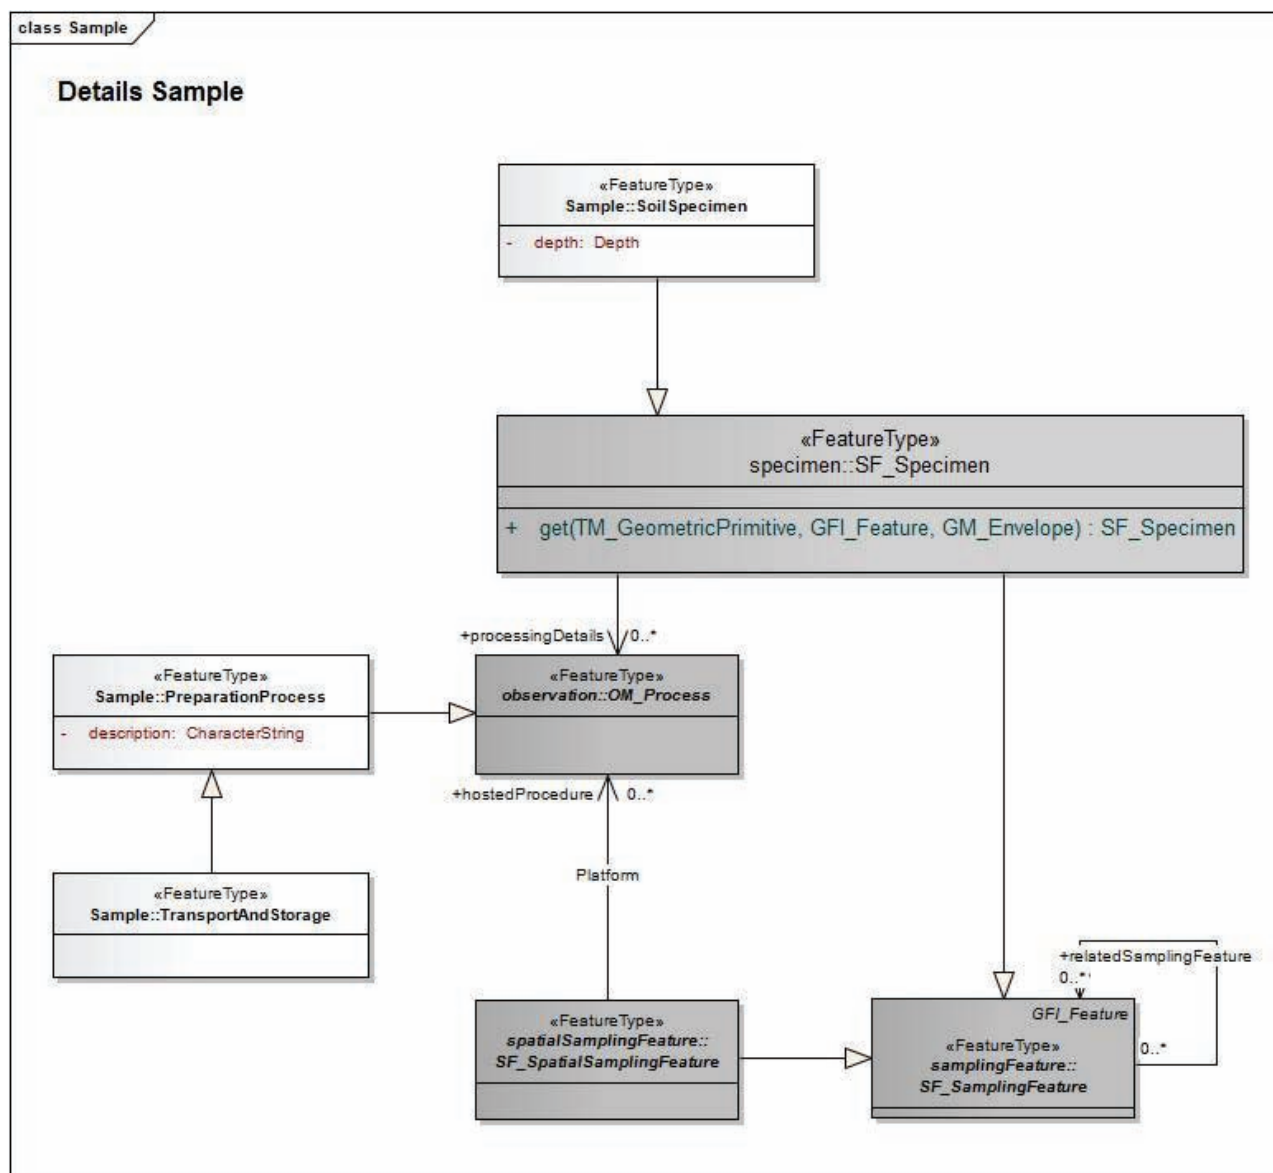 class Sample
Details Sample
«FeatureType»
Sample::SoilSpecimen
- depth: Depth
«FeatureType»
specimen::SF_Specimen
+ get(TM_GeometricPrimitive, GFI_Feature, GM_Envelope) : SF_Specimen
+processingDetails 0..*
«FeatureType»
Sample::PreparationProcess
- description: CharacterString
«FeatureType»
observation::OM_Process
+hostedProcedure 0..*
Platform
«FeatureType»
Sample::TransportAndStorage
+relatedSamplingFeature
0..*
«FeatureType»
spatialSamplingFeature::
SF_SpatialSamplingFeature
GFI_Feature
«FeatureType»
samplingFeature::
SF_SamplingFeature
0..*